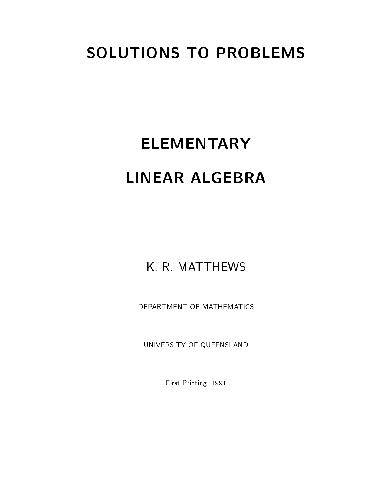 SOLUTIONS TO PROBLEMS
ELEMENTARY
LINEAR ALGEBRA
K. R. MATTHEWS
DEPARTMENT OF MATHEMATICS
UNIVERSITY OF QUEENSLAND
First Printing, 1991